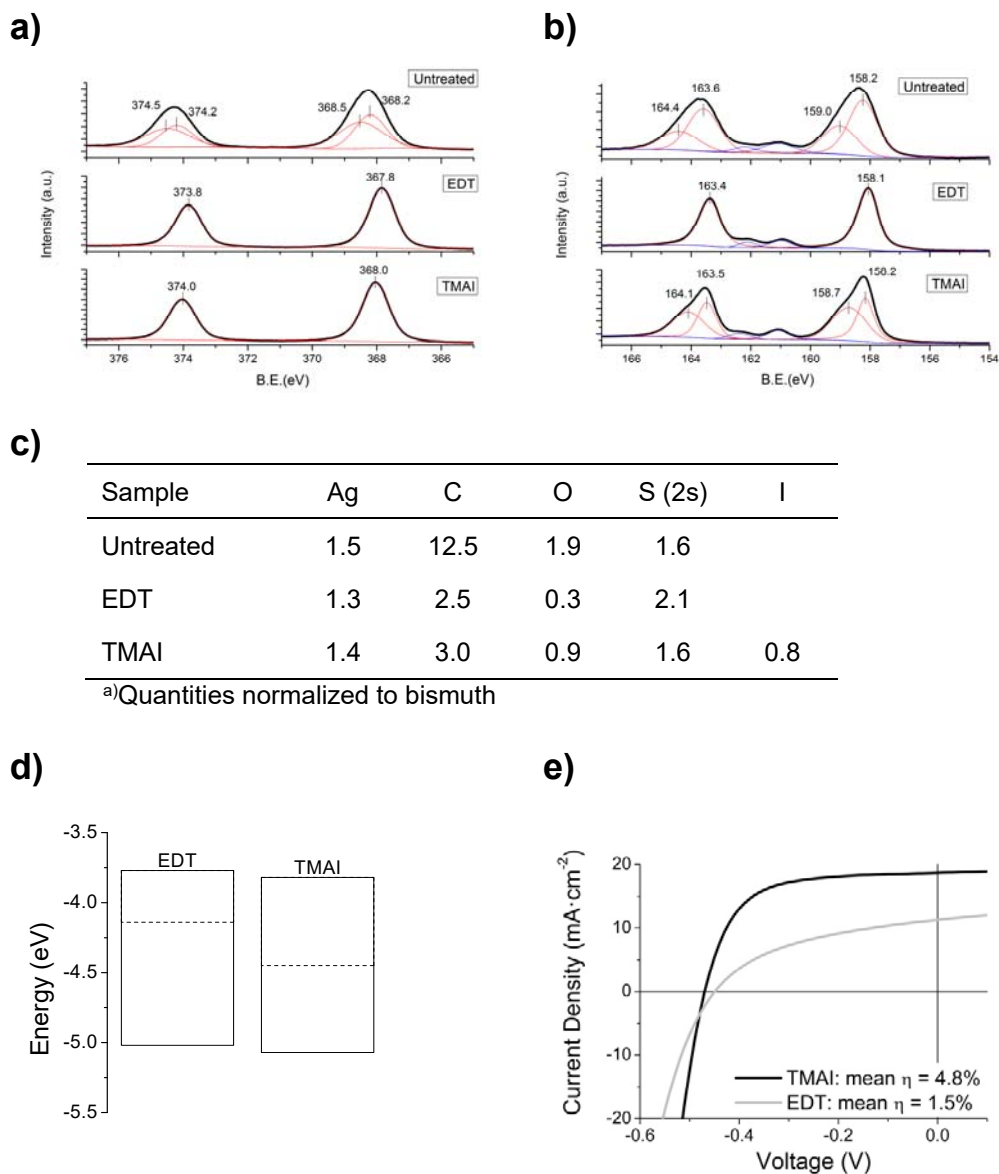 a)
Untreated
374.5
374.2
368.5
368.2
EDT
373.8
367.8
TMAI
374.0
368.0
Intensity (a.u.)
376 374 372 370 368 366
B.E.(eV)
b)
Untreated
164.4
163.6
159.0
158.2
EDT
163.4
158.1
TMAI
164.1
163.5
158.7
158.2
Intensity (a.u.)
166 164 162 160 158 156 154
B.E.(eV)
c)
Sample Ag C O S (2s) I
Untreated 1.5 12.5 1.9 1.6
EDT 1.3 2.5 0.3 2.1
TMAI 1.4 3.0 0.9 1.6 0.8
a)Quantities normalized to bismuth
d)
-3.5
-4.0
-4.5
-5.0
-5.5
Energy (eV)
EDT
TMAI
e)
20
10
0
-10
-20
Current Density (mA·cm-2)
TMAI: mean η = 4.8%
EDT: mean η = 1.5%
-0.6 -0.4 -0.2 0.0
Voltage (V)